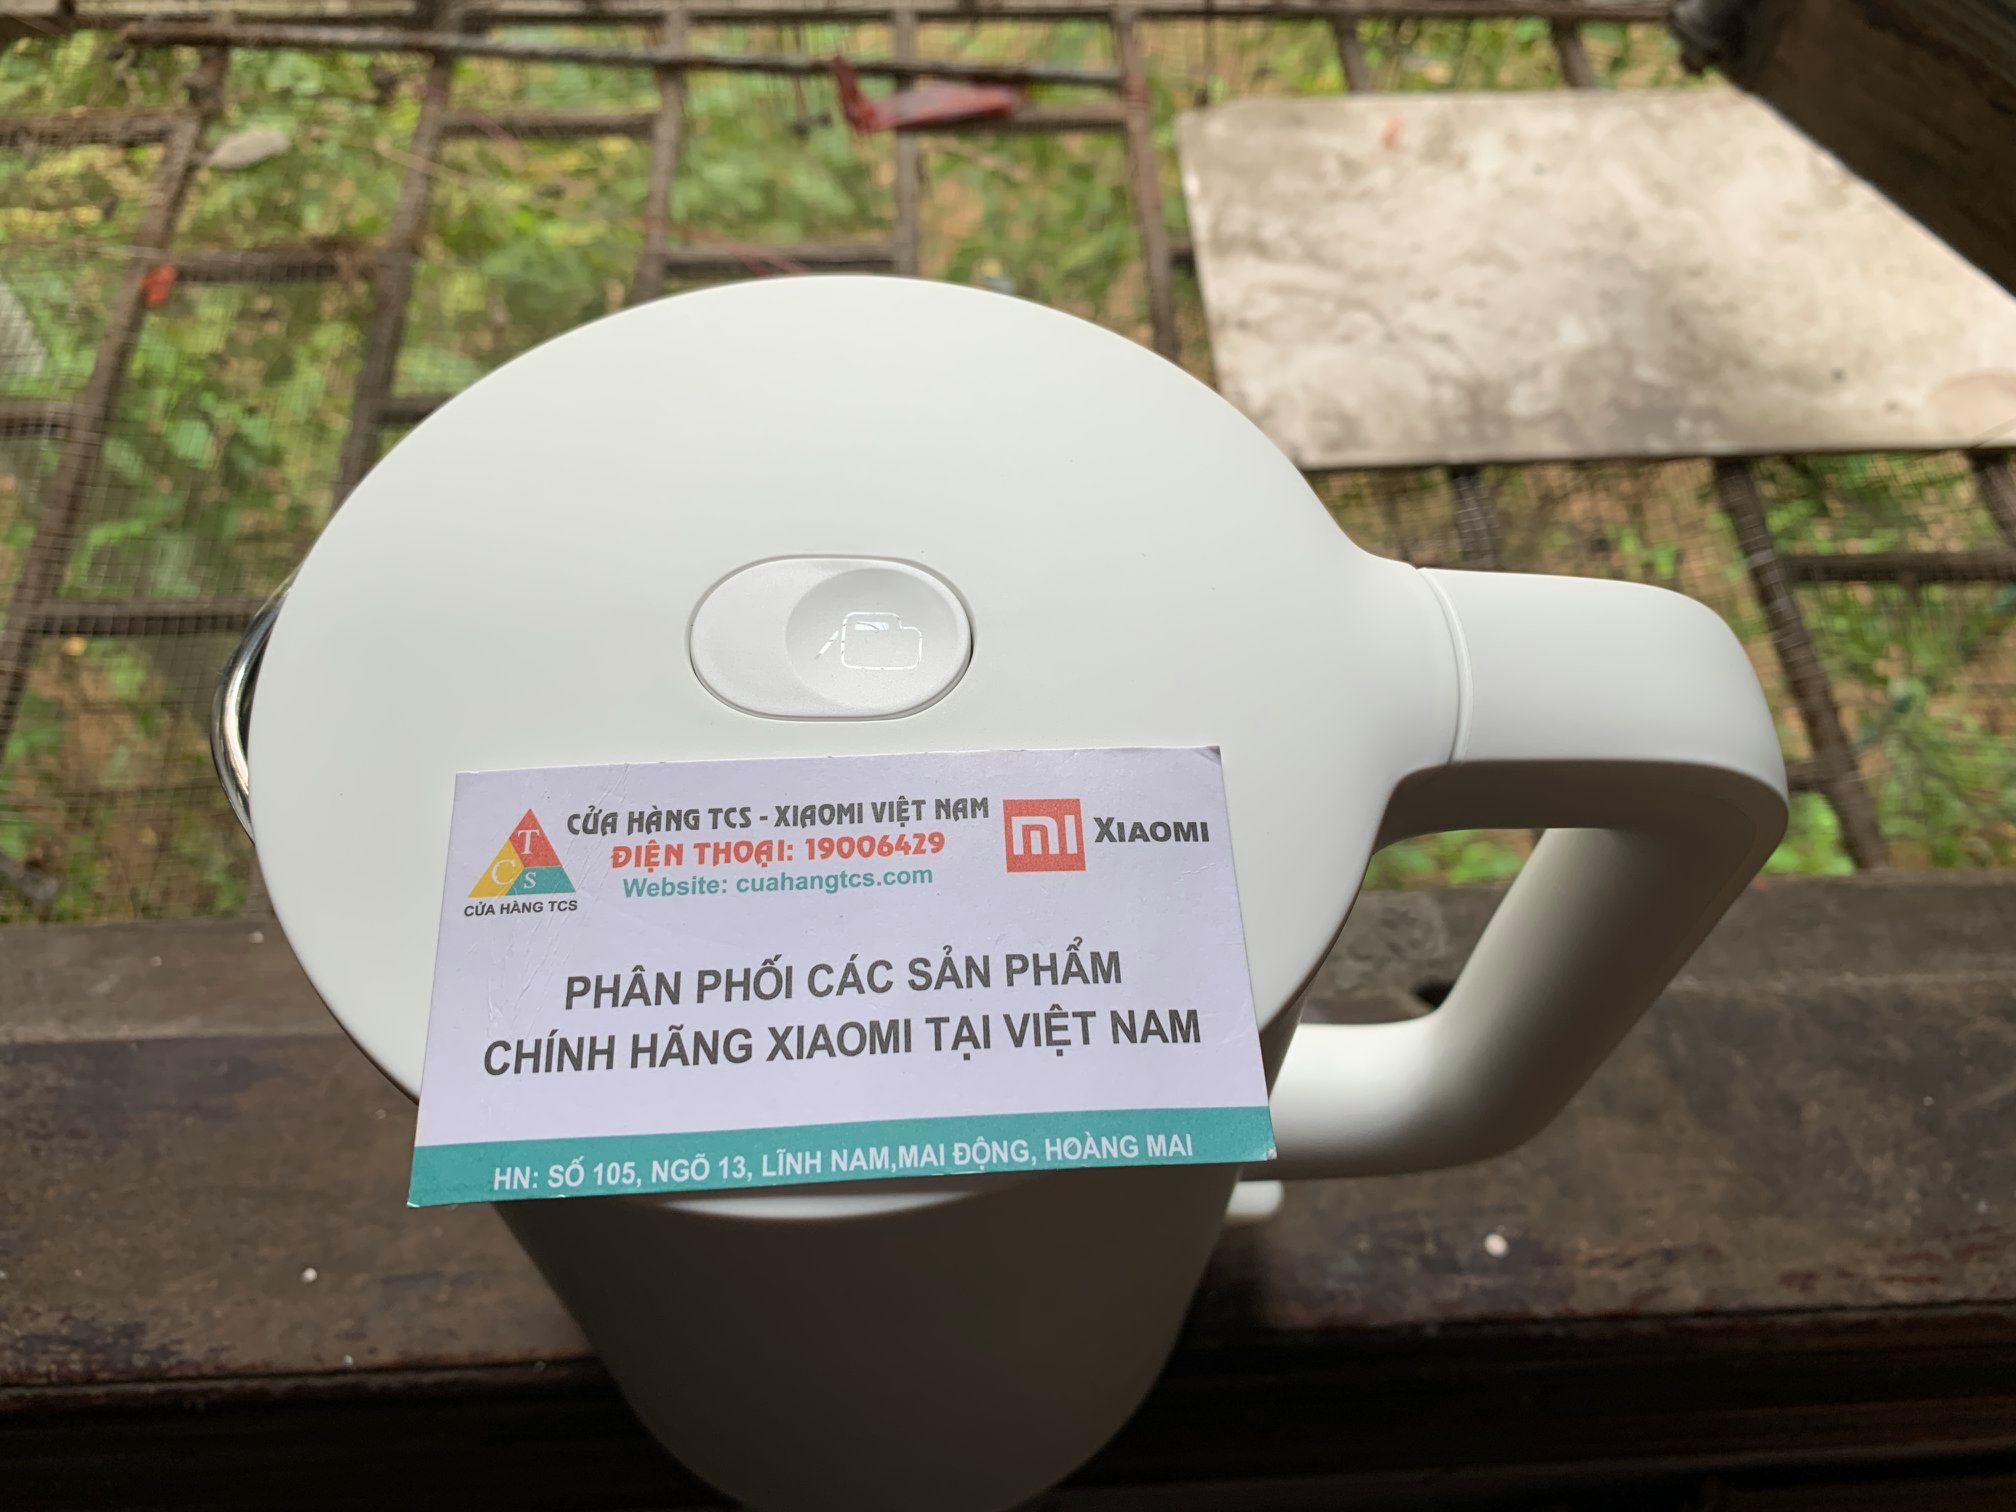 CỬA HÀNG TCS - XIAOMI VIỆT NAM
ĐIỆN THOẠI: 19006429
Website: cuahangtcs.com
T
C S
CỬA HÀNG TCS
mi XIAOMI
PHÂN PHỐI CÁC SẢN PHẨM
CHÍNH HÃNG XIAOMI TẠI VIỆT NAM
HN: SỐ 105, NGÕ 13, LĨNH NAM,MAI ĐỘNG, HOÀNG MAI